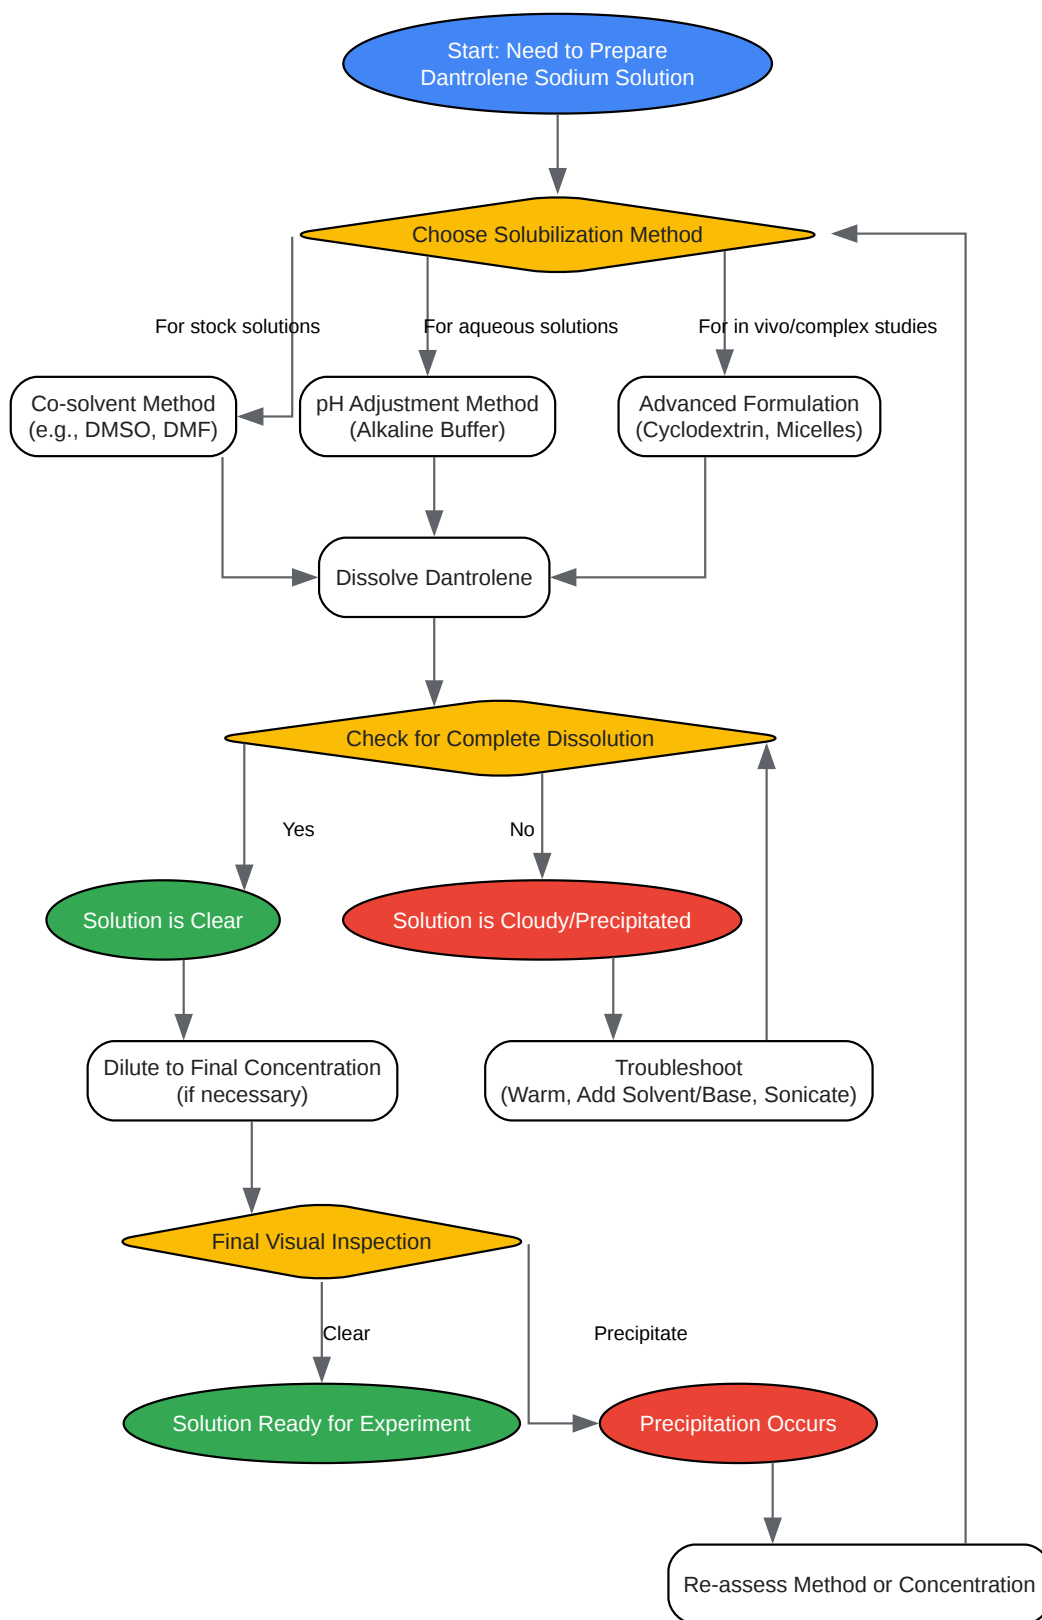 Start: Need to Prepare
Dantrolene Sodium Solution
Choose Solubilization Method
For stock solutions
For aqueous solutions
For in vivo/complex studies
Co-solvent Method
(e.g., DMSO, DMF)
pH Adjustment Method
(Alkaline Buffer)
Advanced Formulation
(Cyclodextrin, Micelles)
Dissolve Dantrolene
Check for Complete Dissolution
Yes
No
Solution is Clear
Solution is Cloudy/Precipitated
Dilute to Final Concentration
(if necessary)
Troubleshoot
(Warm, Add Solvent/Base, Sonicate)
Final Visual Inspection
Clear
Precipitate
Solution Ready for Experiment
Precipitation Occurs
Re-assess Method or Concentration